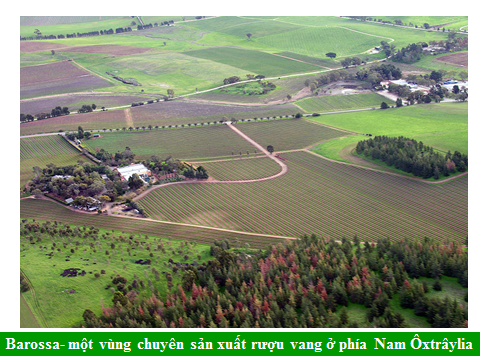 Barossa- một vùng chuyên sản xuất rượu vang ở phía Nam Ôxtrâylia